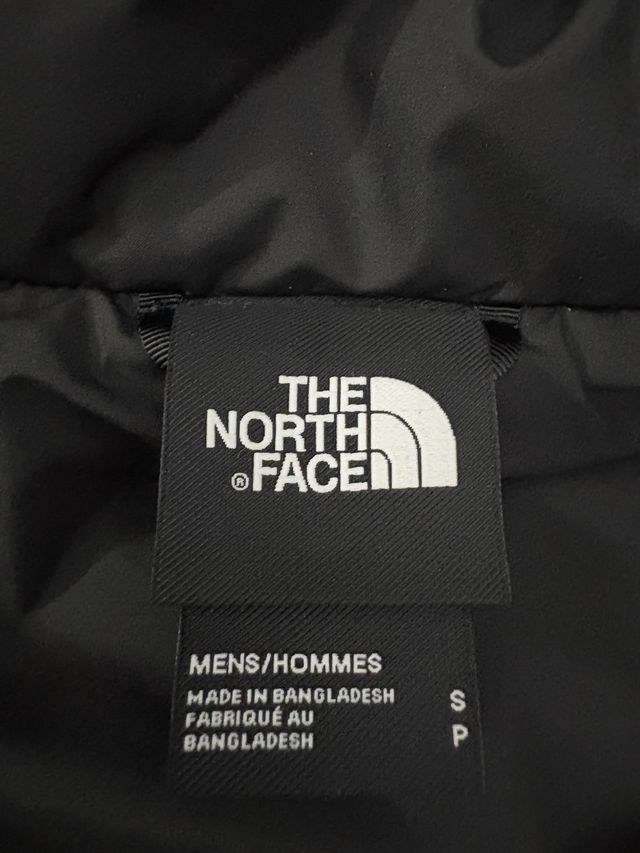 THE
NORTH
® FACE
MENS/HOMMES
MADE IN BANGLADESH S
FABRIQUÉ AU
BANGLADESH P